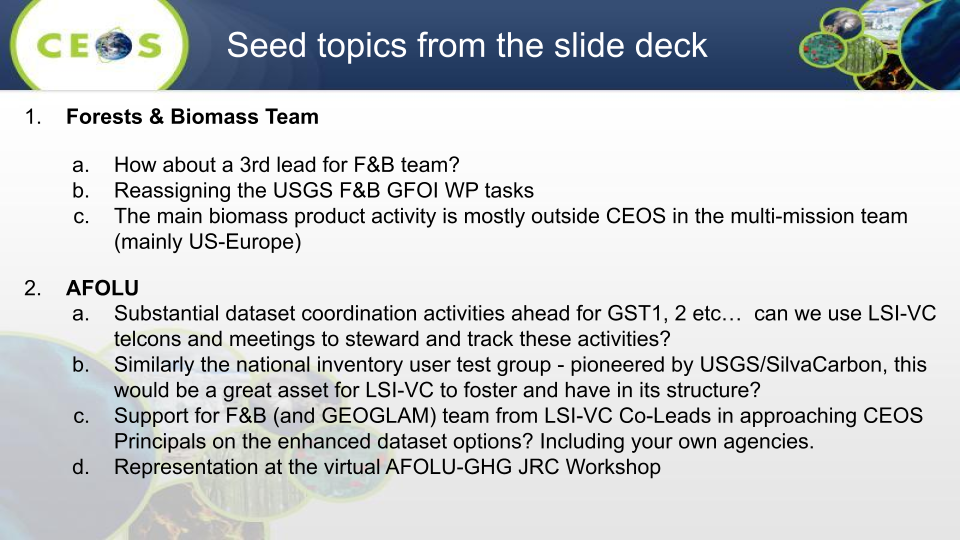 CEOS
Seed topics from the slide deck
1. Forests & Biomass Team
a. How about a 3rd lead for F&B team?
b. Reassigning the USGS F&B GFOI WP tasks
c. The main biomass product activity is mostly outside CEOS in the multi-mission team
(mainly US-Europe)
2. AFOLU
a. Substantial dataset coordination activities ahead for GST1, 2 etc… can we use LSI-VC
telcons and meetings to steward and track these activities?
b. Similarly the national inventory user test group - pioneered by USGS/SilvaCarbon, this
would be a great asset for LSI-VC to foster and have in its structure?
c. Support for F&B (and GEOGLAM) team from LSI-VC Co-Leads in approaching CEOS
Principals on the enhanced dataset options? Including your own agencies.
d. Representation at the virtual AFOLU-GHG JRC Workshop